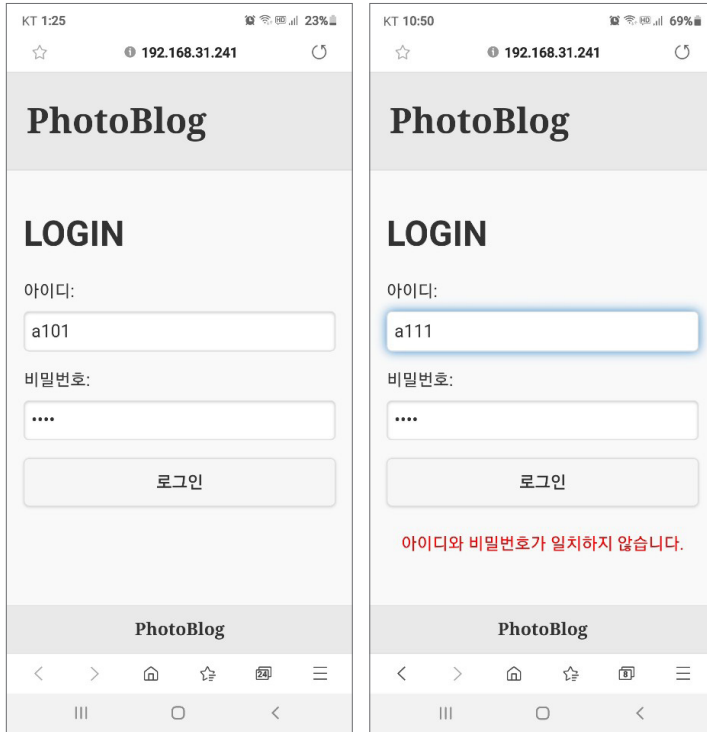 KT 1:25 23%
192.168.31.241
PhotoBlog
LOGIN
아이디:
a101
비밀번호:
••••
로그인
PhotoBlog
24
KT 10:50 69%
192.168.31.241
PhotoBlog
LOGIN
아이디:
a111
비밀번호:
••••
로그인
아이디와 비밀번호가 일치하지 않습니다.
PhotoBlog
8